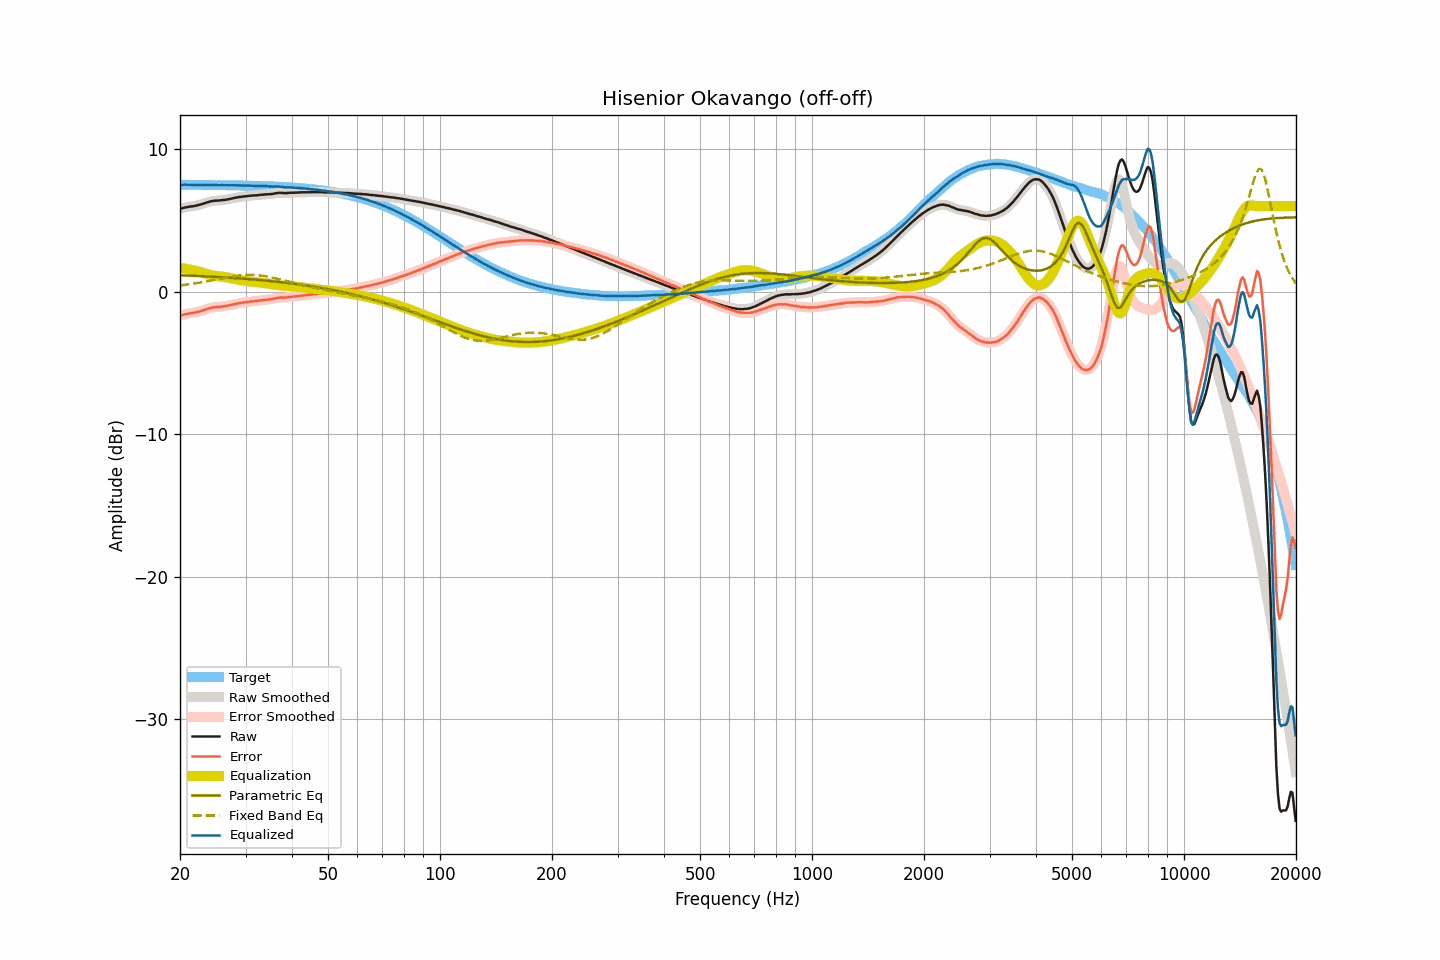 Hisenior Okavango (off-off)
10
0
−10
−20
−30
Amplitude (dBr)
Target
Raw Smoothed
Error Smoothed
Raw
Error
Equalization
Parametric Eq
Fixed Band Eq
Equalized
20 50 100 200 500 1000 2000 5000 10000 20000
Frequency (Hz)